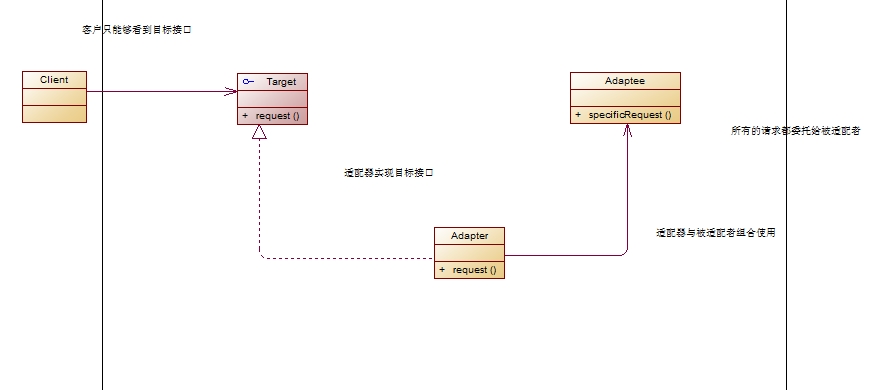 客户只能够看到目标接口
Client
Target
+ request ()
Adaptee
+ specificRequest ()
所有的请求都委托给被适配者
适配器实现目标接口
Adapter
+ request ()
适配器与被适配者组合使用